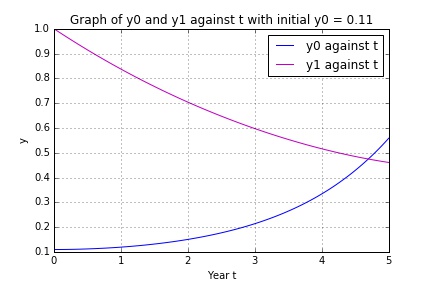 Graph of y0 and y1 against t with initial y0 = 0.11
y0 against t
y1 against t
1.0
0.9
0.8
0.7
0.6
0.5
0.4
0.3
0.2
0.1
y
0 1 2 3 4 5
Year t